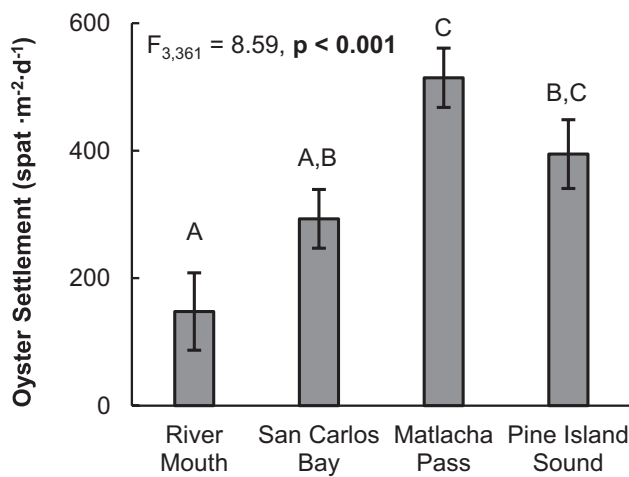 600
F3,361 = 8.59, p < 0.001
C
B,C
A,B
A
400
200
0
Oyster Settlement (spat ·m-2·d-1)
River Mouth
San Carlos Bay
Matlacha Pass
Pine Island Sound